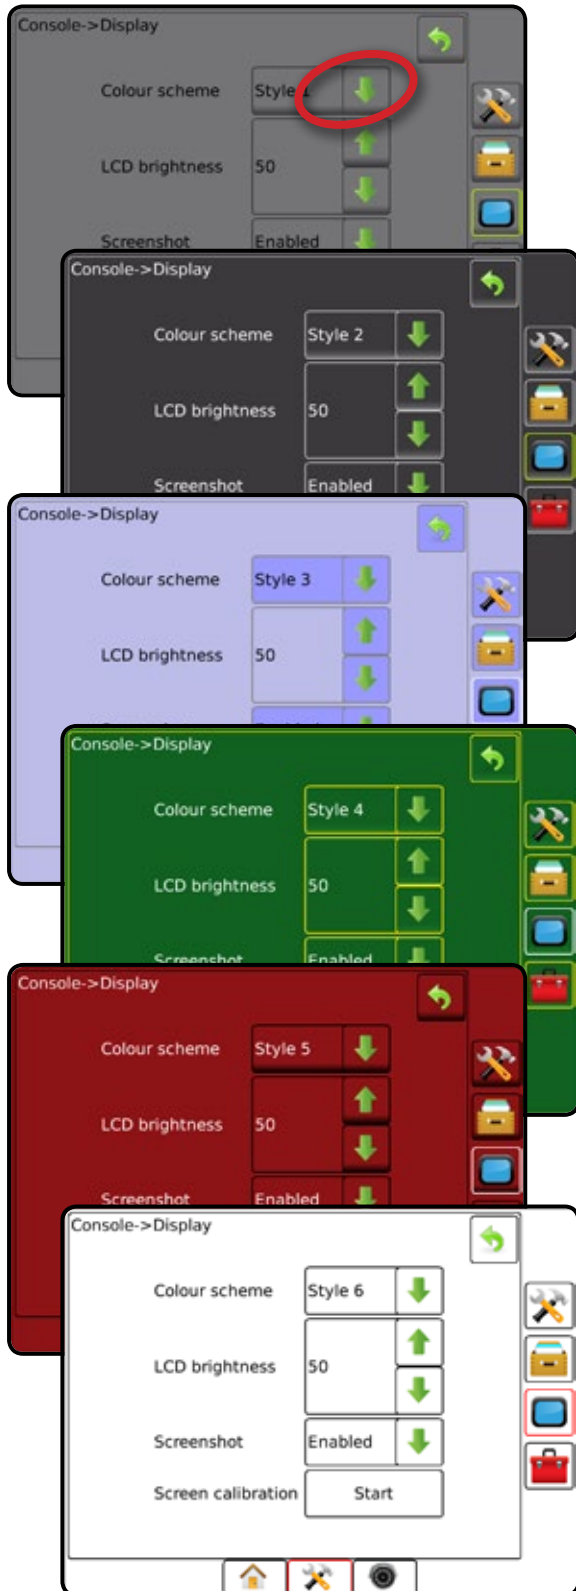 Console->Display
Colour scheme Style 1
LCD brightness 50
Screenshot Enabled
Console->Display
Colour scheme Style 2
LCD brightness 50
Screenshot Enabled
Console->Display
Colour scheme Style 3
LCD brightness 50
Console->Display
Colour scheme Style 4
LCD brightness 50
Screenshot Enabled
Console->Display
Colour scheme Style 5
LCD brightness 50
Screenshot Enabled
Console->Display
Colour scheme Style 6
LCD brightness 50
Screenshot Enabled
Screen calibration Start